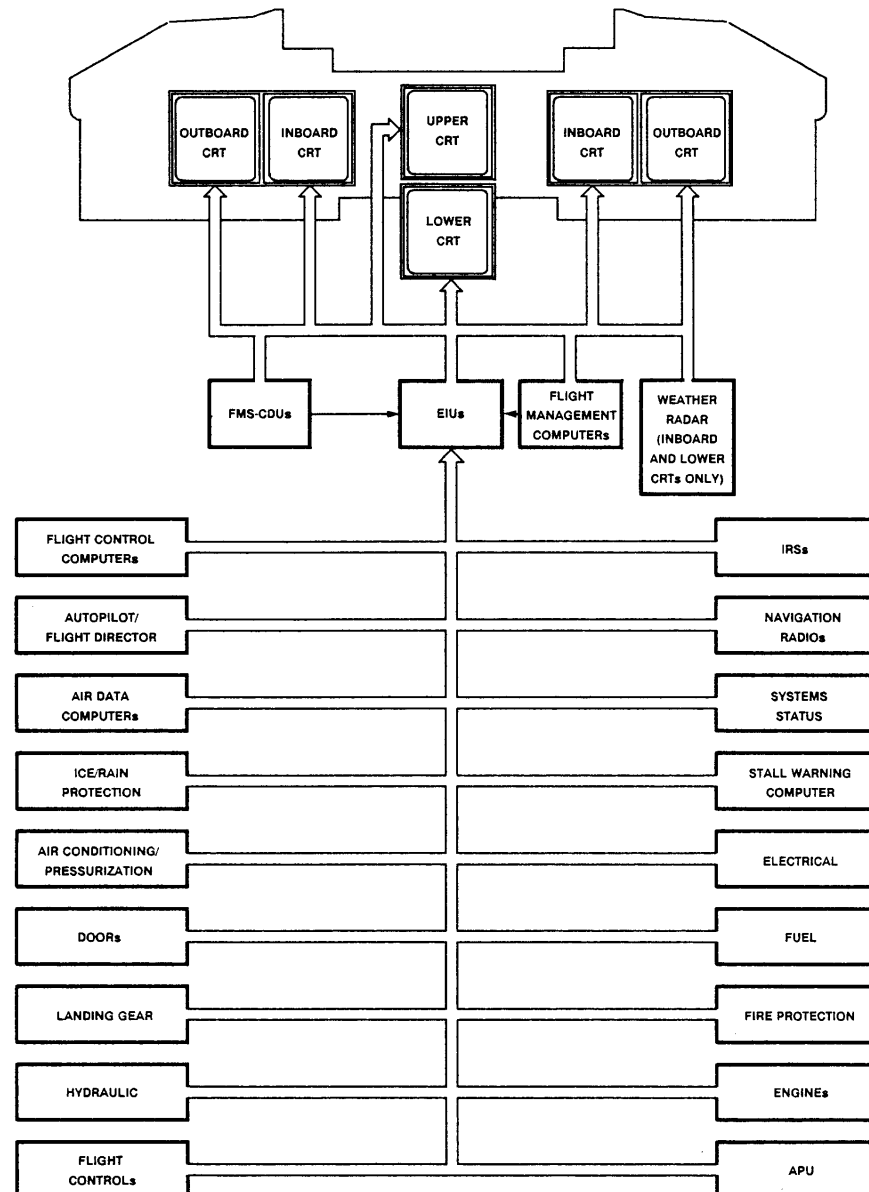 OUTBOARD
CRT
INBOARD
CRT
UPPER
CRT
INBOARD
CRT
OUTBOARD
CRT
LOWER
CRT
FMS-CDUs
EIUs
FLIGHT
MANAGEMENT
COMPUTERs
WEATHER
RADAR
(INBOARD
AND LOWER
CRTs ONLY)
FLIGHT CONTROL
COMPUTERs
IRSs
AUTOPILOT/
FLIGHT DIRECTOR
NAVIGATION
RADIOs
AIR DATA
COMPUTERs
SYSTEMS
STATUS
ICE/RAIN
PROTECTION
STALL WARNING
COMPUTER
AIR CONDITIONING/
PRESSURIZATION
ELECTRICAL
DOORs
FUEL
LANDING GEAR
FIRE PROTECTION
HYDRAULIC
ENGINEs
FLIGHT
CONTROLs
APU